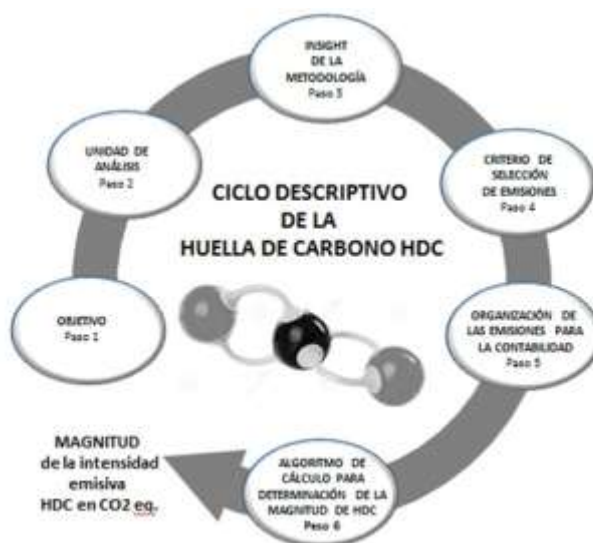 CICLO DESCRIPTIVO
DE LA
HUELLA DE CARBONO HDC
OBJETIVO
Paso 1
UNIDAD DE
ANÁLISIS
Paso 2
INSIGHT
DE LA
METODOLOGÍA
Paso 3
CRITERIO DE
SELECCIÓN
DE EMISIONES
Paso 4
ORGANIZACIÓN DE
LAS EMISIONES PARA
LA CONTABILIDAD
Paso 5
ALGORITMO DE
CÁLCULO PARA
DETERMINACIÓN DE LA
MAGNITUD DE HDC
Paso 6
MAGNITUD
de la intensidad
emisiva
HDC en CO2 eq.